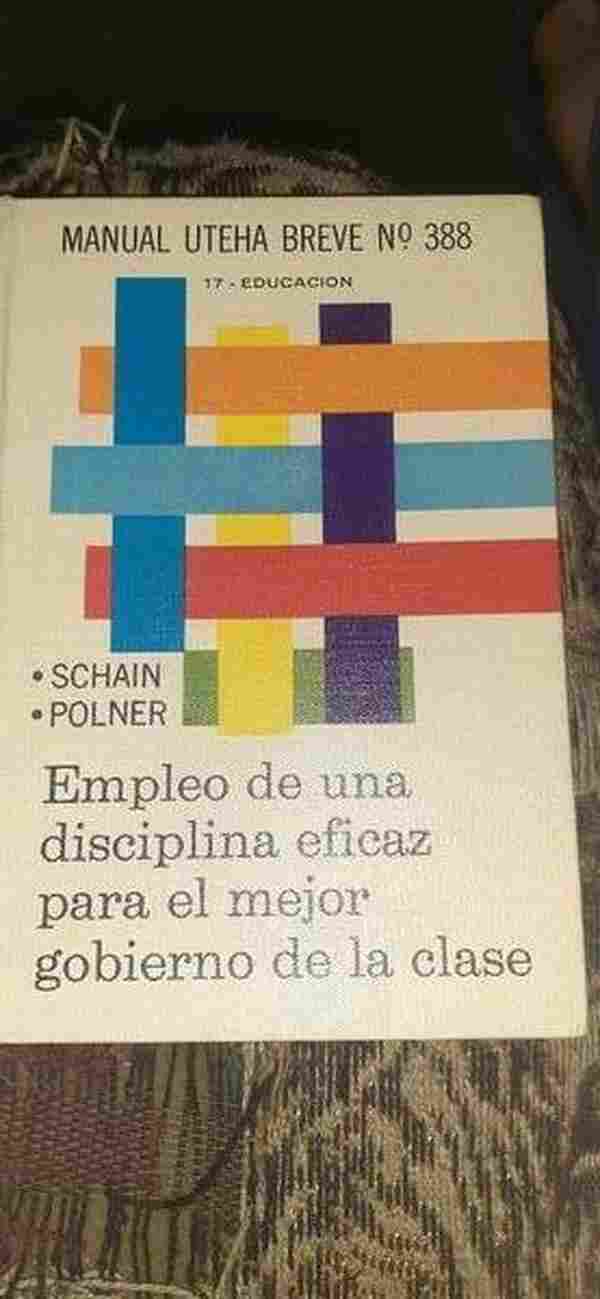 MANUAL UTEHA BREVE Nº 388
17 - EDUCACION
• SCHAIN
• POLNER
Empleo de una
disciplina eficaz
para el mejor
gobierno de la clase